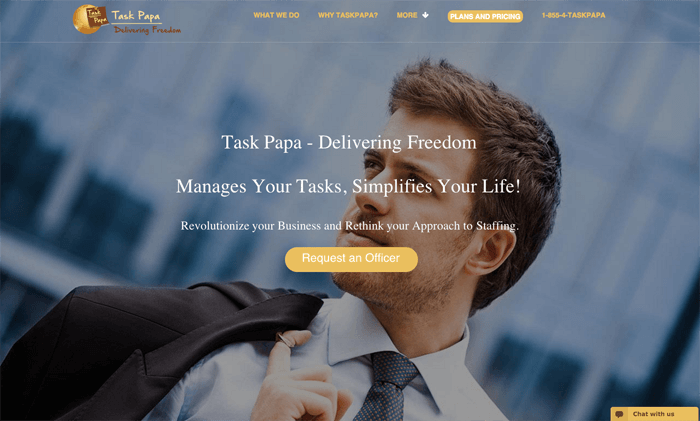 Task Papa
Task Papa
Delivering Freedom
WHAT WE DO
WHY TASKPAPA?
MORE
PLANS AND PRICING
1-855-4-TASKPAPA
Task Papa - Delivering Freedom
Manages Your Tasks, Simplifies Your Life!
Revolutionize your Business and Rethink your Approach to Staffing.
Request an Officer
Chat with us